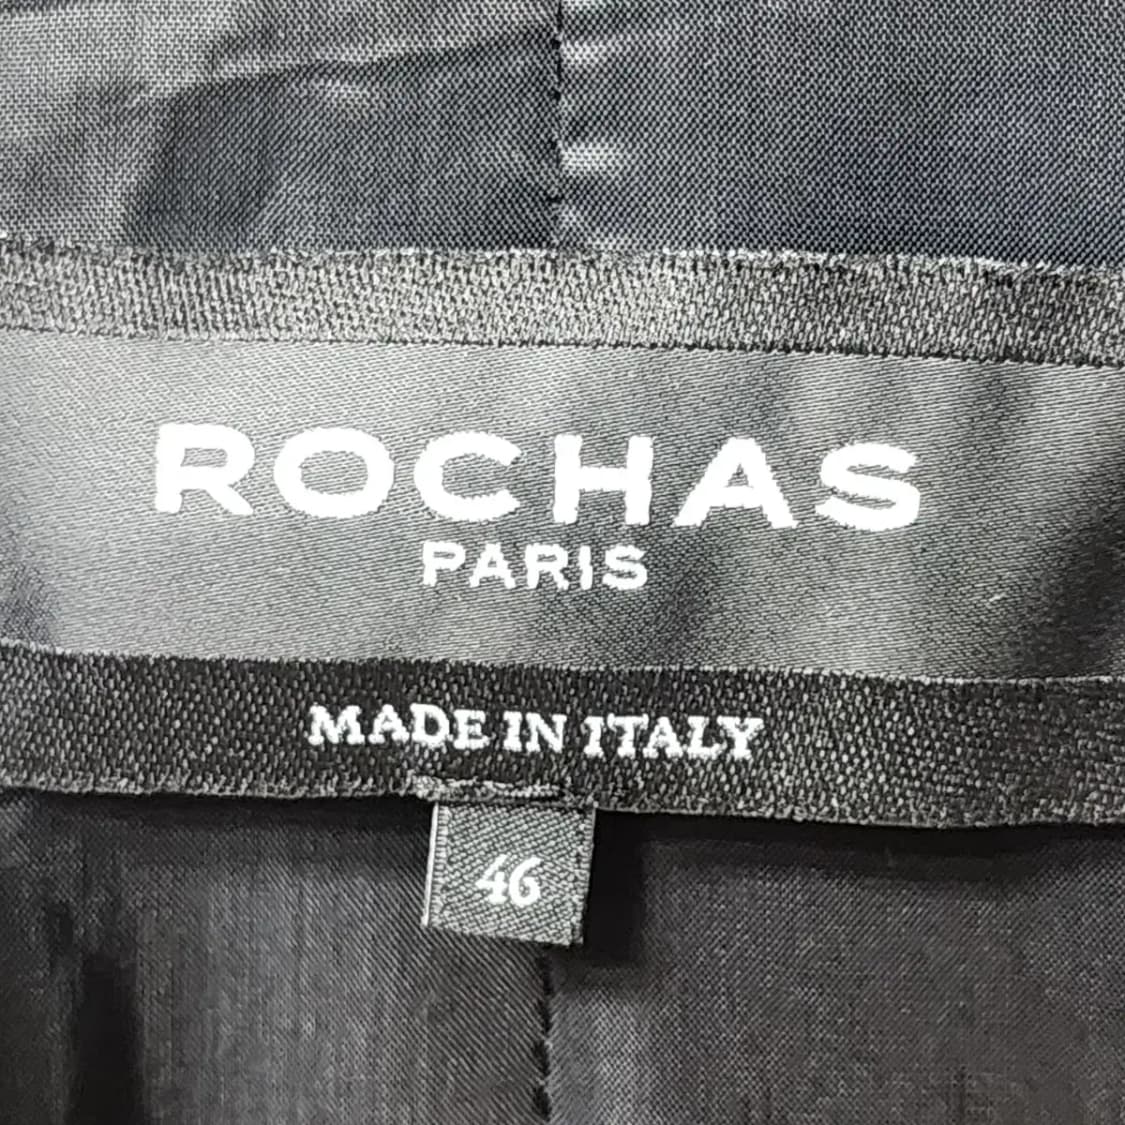 ROCHAS
PARIS
MADE IN ITALY
46